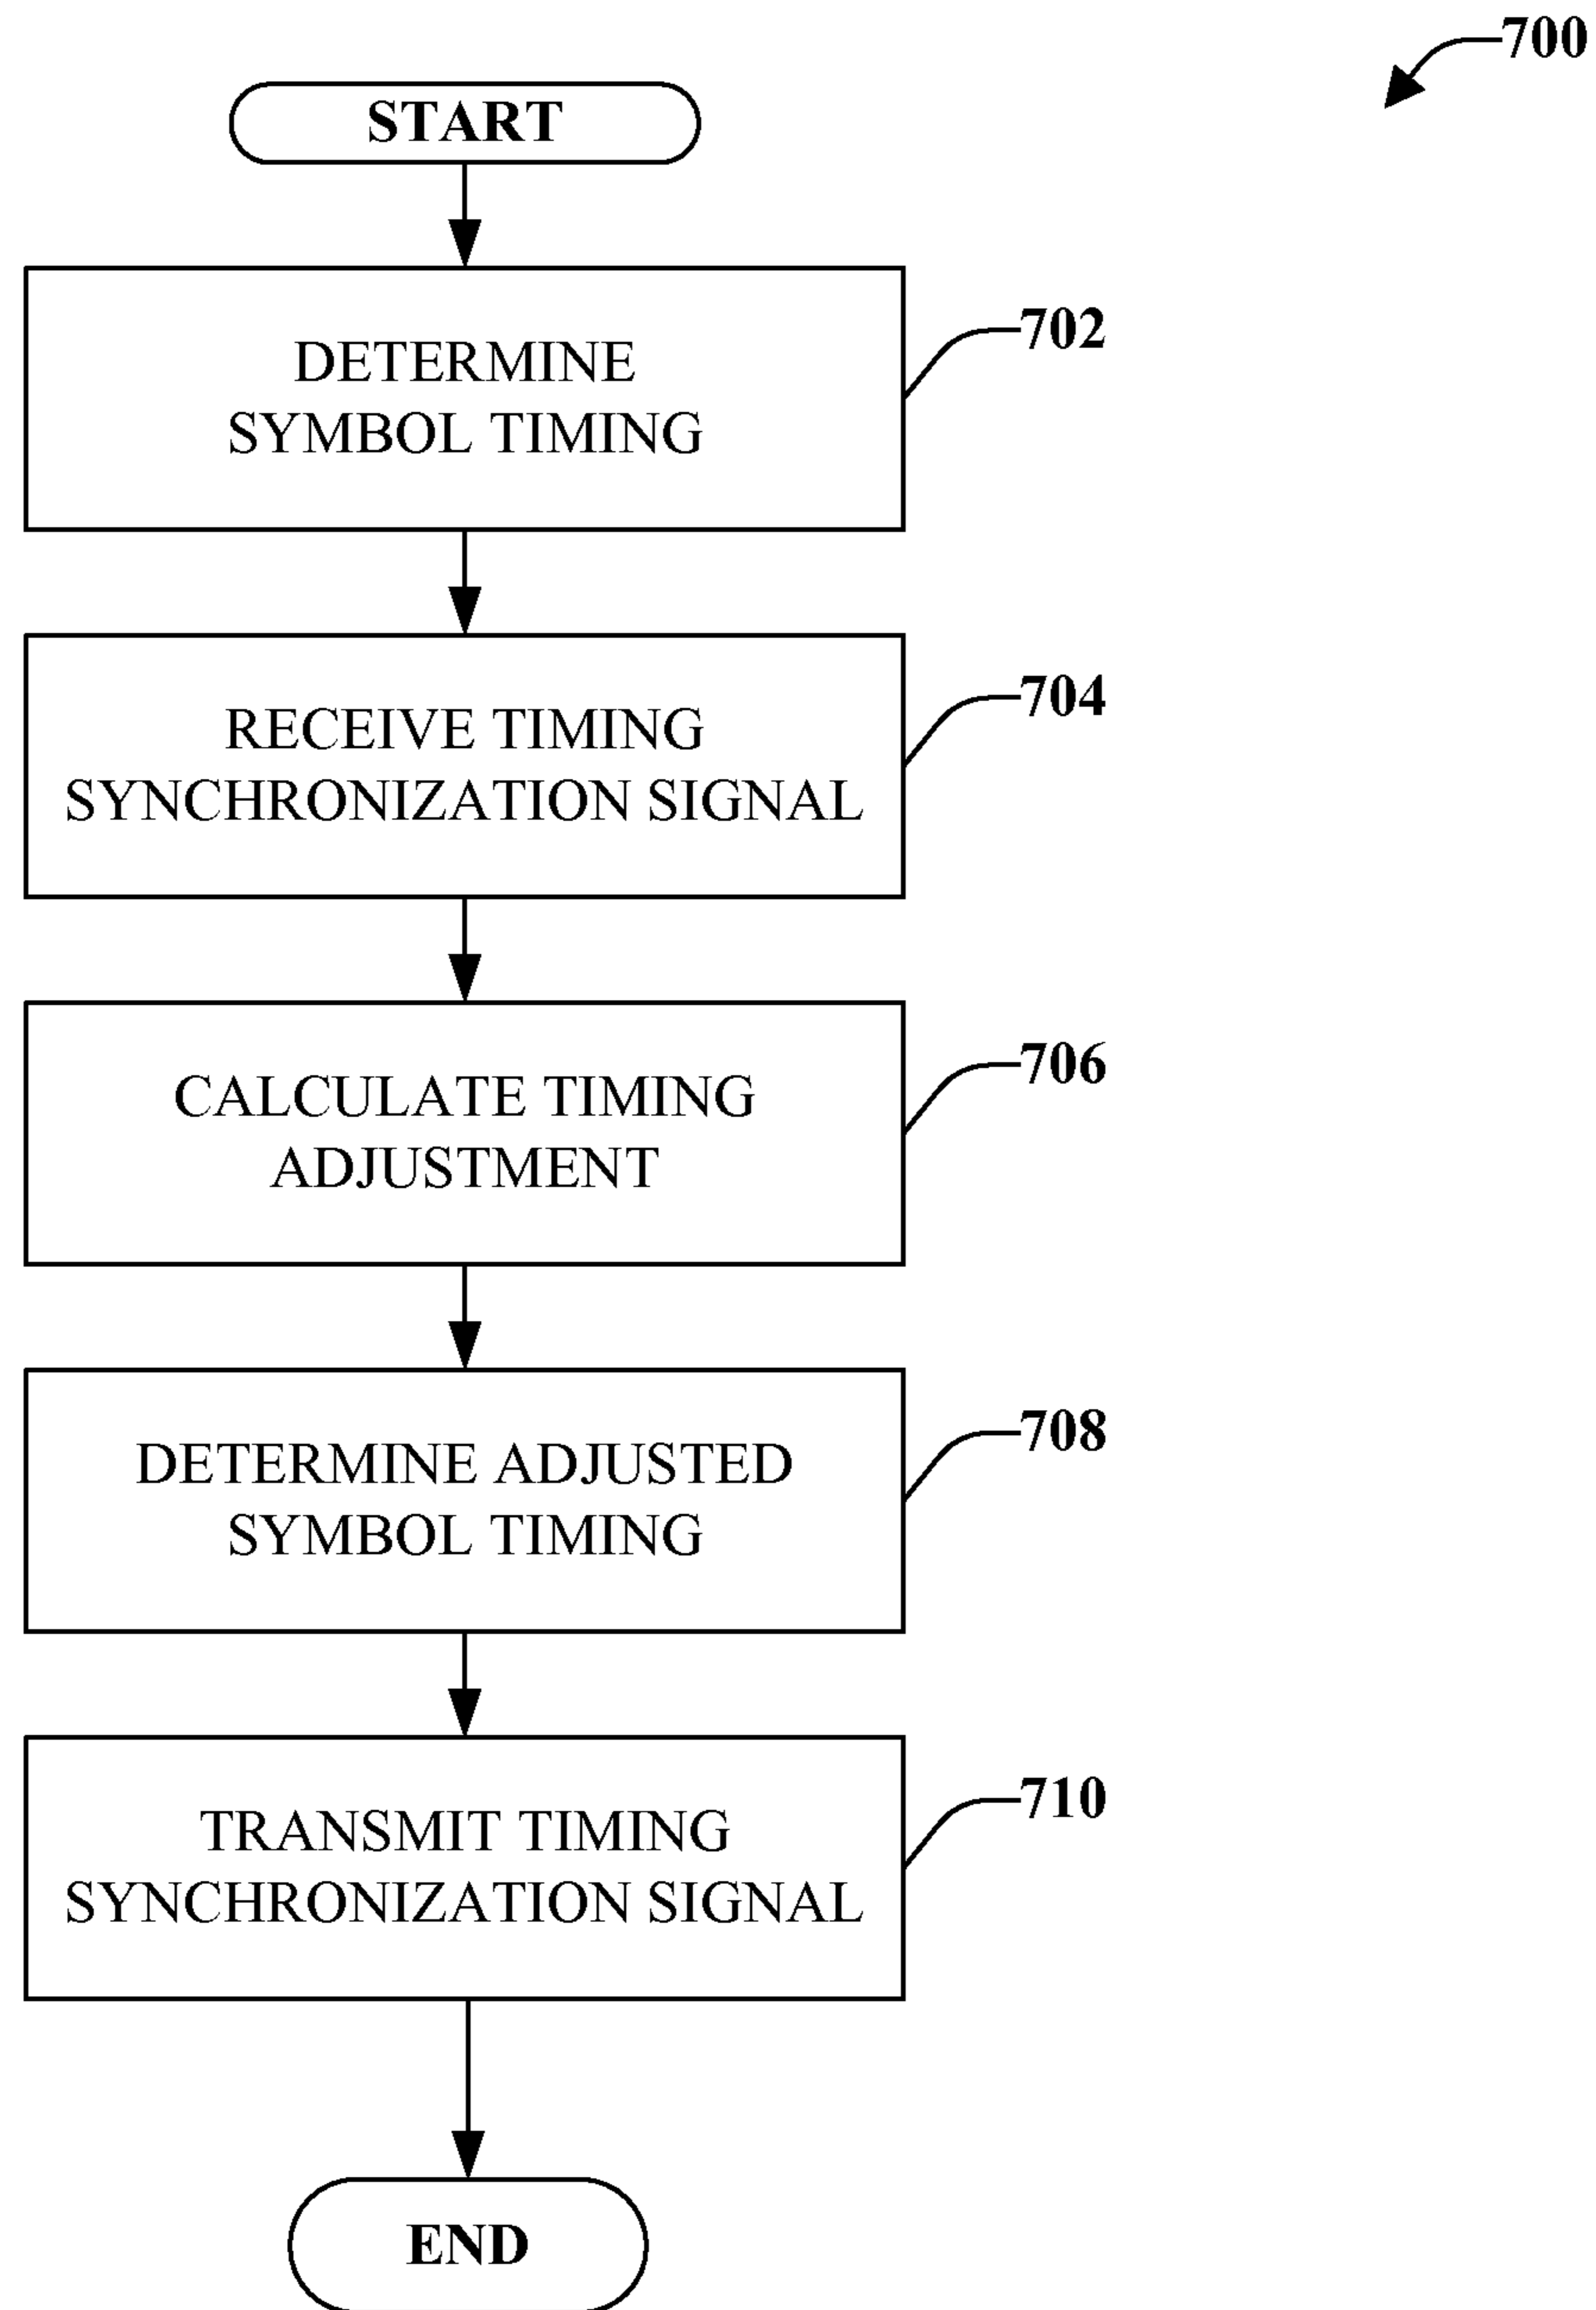 700
START
DETERMINE
SYMBOL TIMING
702
RECEIVE TIMING
SYNCHRONIZATION SIGNAL
704
CALCULATE TIMING
ADJUSTMENT
706
DETERMINE ADJUSTED
SYMBOL TIMING
708
TRANSMIT TIMING
SYNCHRONIZATION SIGNAL
710
END